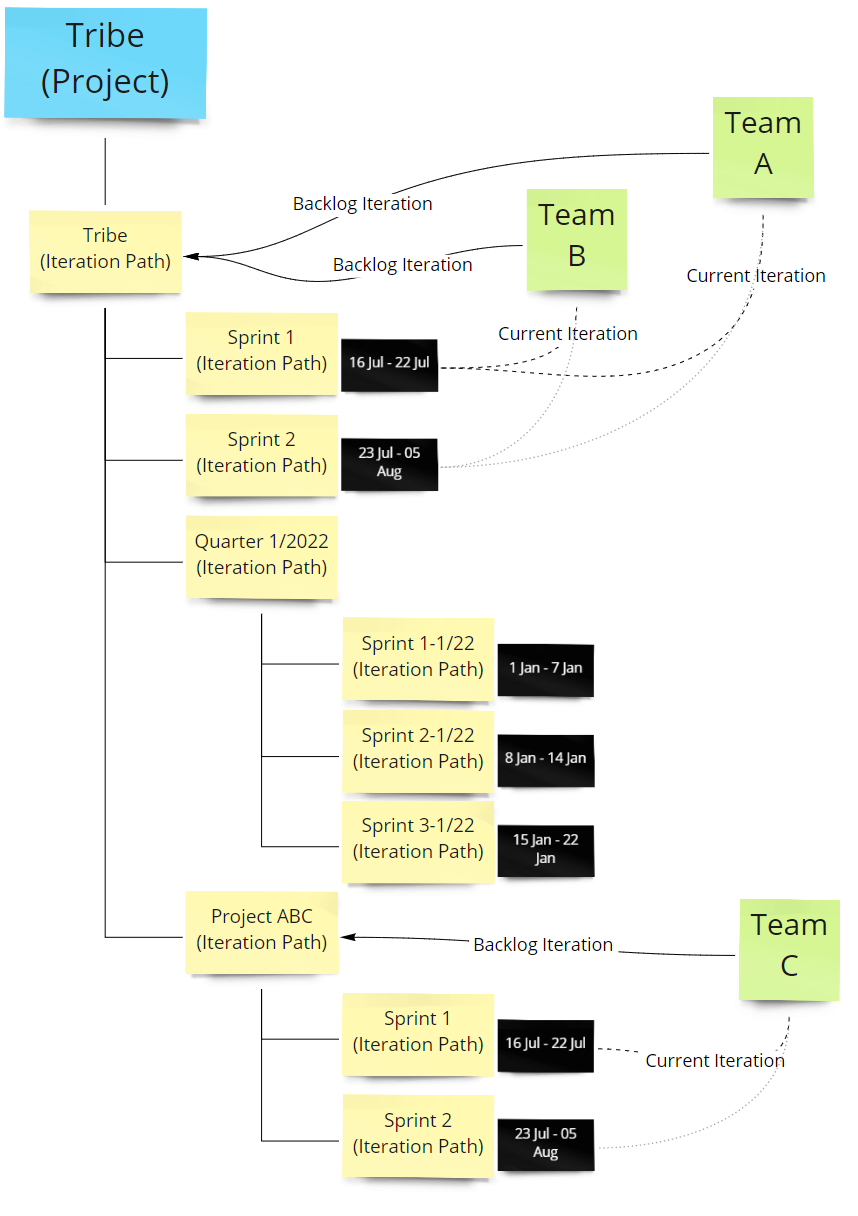 Tribe
(Project)
Team
A
Backlog Iteration
Team
B
Tribe
(Iteration Path)
Backlog Iteration
Current Iteration
Sprint 1
(Iteration Path)
16 Jul - 22 Jul
Current Iteration
Sprint 2
(Iteration Path)
23 Jul - 05
Aug
Quarter 1/2022
(Iteration Path)
Sprint 1-1/22
(Iteration Path)
1 Jan - 7 Jan
Sprint 2-1/22
(Iteration Path)
8 Jan - 14 Jan
Sprint 3-1/22
(Iteration Path)
15 Jan - 22
Jan
Project ABC
(Iteration Path)
Backlog Iteration
Team
C
Sprint 1
(Iteration Path)
16 Jul - 22 Jul
Current Iteration
Sprint 2
(Iteration Path)
23 Jul - 05
Aug